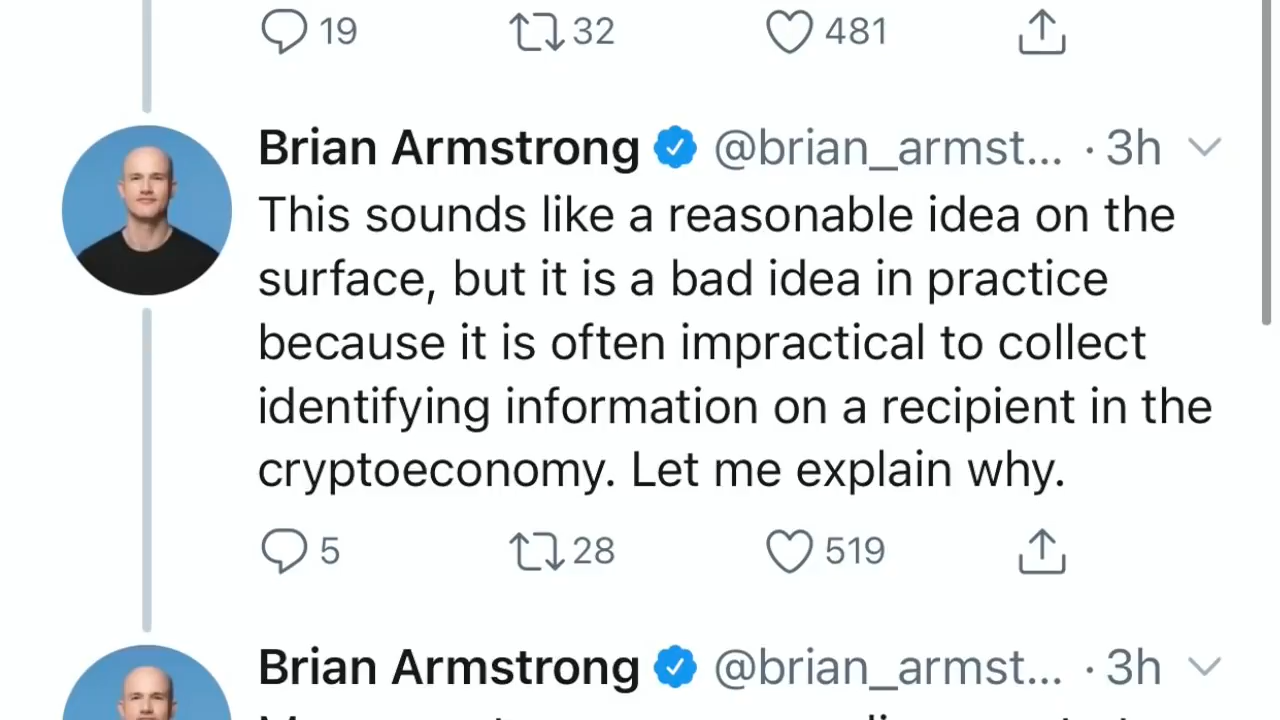 19 32 481
Brian Armstrong @brian_armst... · 3h
This sounds like a reasonable idea on the
surface, but it is a bad idea in practice
because it is often impractical to collect
identifying information on a recipient in the
cryptoeconomy. Let me explain why.
5 28 519
Brian Armstrong @brian_armst... · 3h